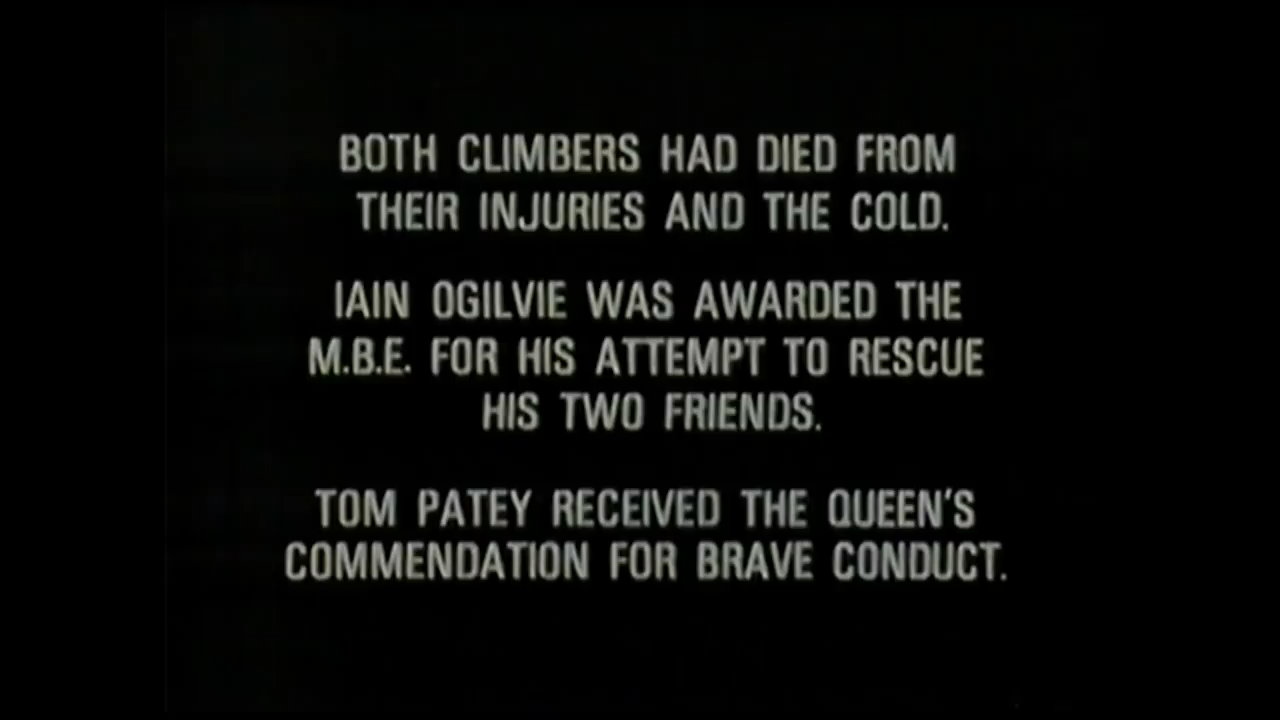 BOTH CLIMBERS HAD DIED FROM
THEIR INJURIES AND THE COLD.
IAIN OGILVIE WAS AWARDED THE
M.B.E. FOR HIS ATTEMPT TO RESCUE
HIS TWO FRIENDS.
TOM PATEY RECEIVED THE QUEEN'S
COMMENDATION FOR BRAVE CONDUCT.